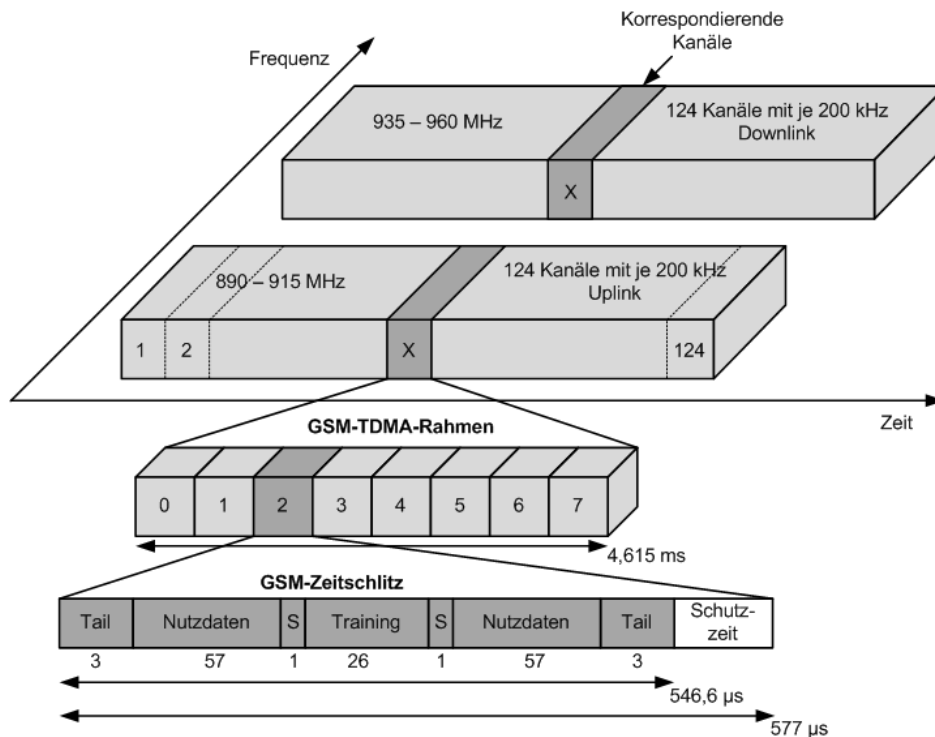 Korrespondierende
Kanäle
Frequenz
935 – 960 MHz
124 Kanäle mit je 200 kHz
Downlink
X
890 – 915 MHz
124 Kanäle mit je 200 kHz
Uplink
1 2 X 124
Zeit
GSM-TDMA-Rahmen
0 1 2 3 4 5 6 7
4,615 ms
GSM-Zeitschlitz
Tail Nutzdaten S Training S Nutzdaten Tail Schutz-
zeit
3 57 1 26 1 57 3
546,6 µs
577 µs